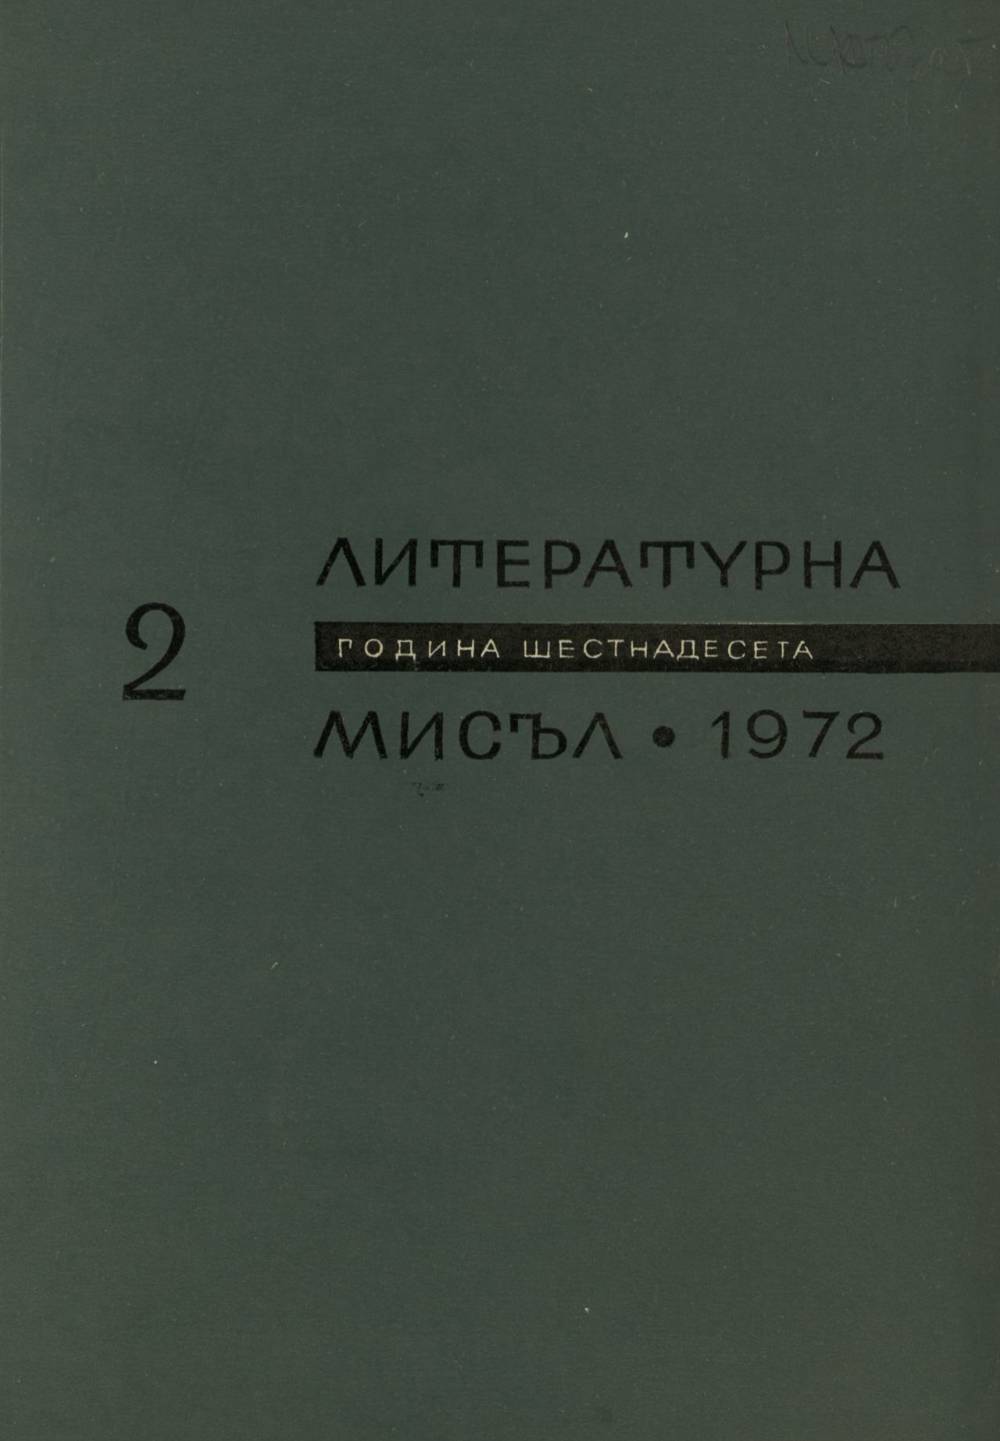 ЛИТЕРАТУРНА
2
ГОДИНА ШЕСТНАДЕСЕТА
МИСЪЛ • 1972